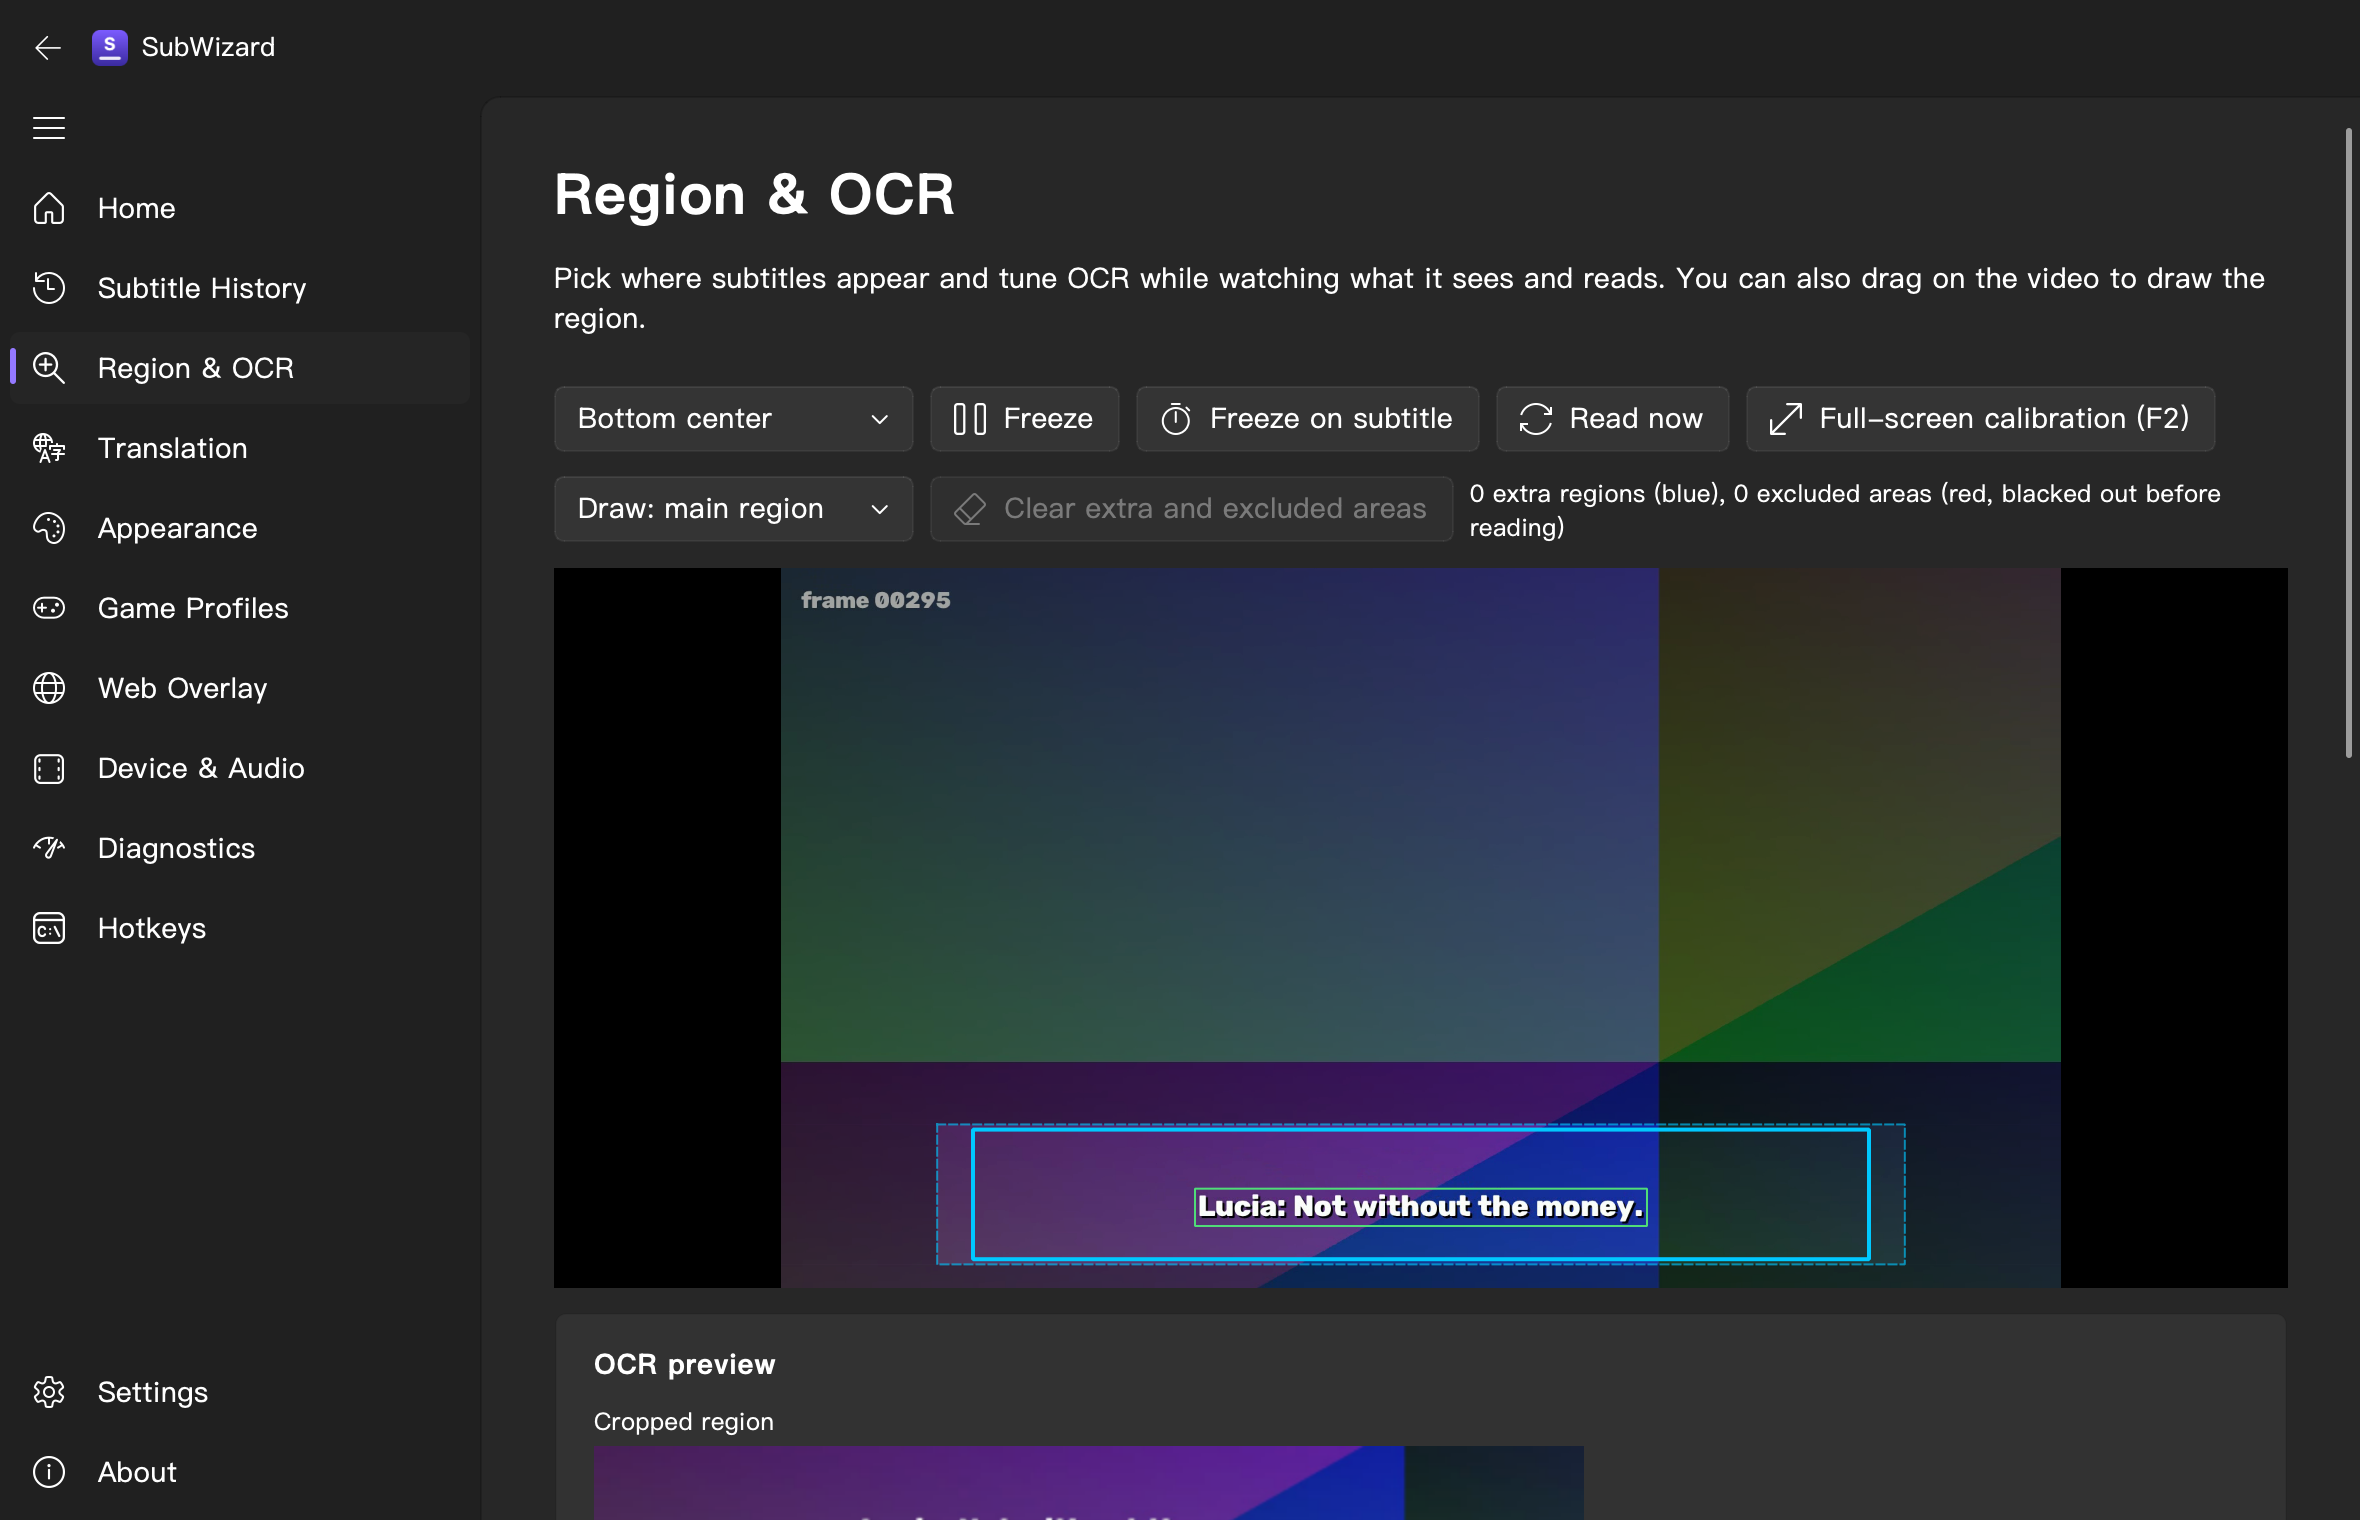 SubWizard
Home
Subtitle History
Region & OCR
Translation
Appearance
Game Profiles
Web Overlay
Device & Audio
Diagnostics
Hotkeys
Settings
About
Region & OCR
Pick where subtitles appear and tune OCR while watching what it sees and reads. You can also drag on the video to draw the
region.
Bottom center
Freeze
Freeze on subtitle
Read now
Full-screen calibration (F2)
Draw: main region
Clear extra and excluded areas
0 extra regions (blue), 0 excluded areas (red, blacked out before
reading)
frame 00295
Lucia: Not without the money.
OCR preview
Cropped region